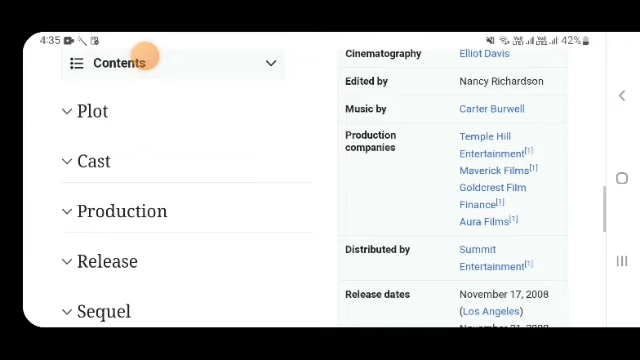 4:35 42%
Contents
Plot
Cast
Production
Release
Sequel
Cinematography Elliot Davis
Edited by Nancy Richardson
Music by Carter Burwell
Production companies Temple Hill
Entertainment[1]
Maverick Films[1]
Goldcrest Film
Finance[1]
Aura Films[1]
Distributed by Summit
Entertainment[1]
Release dates November 17, 2008
(Los Angeles)